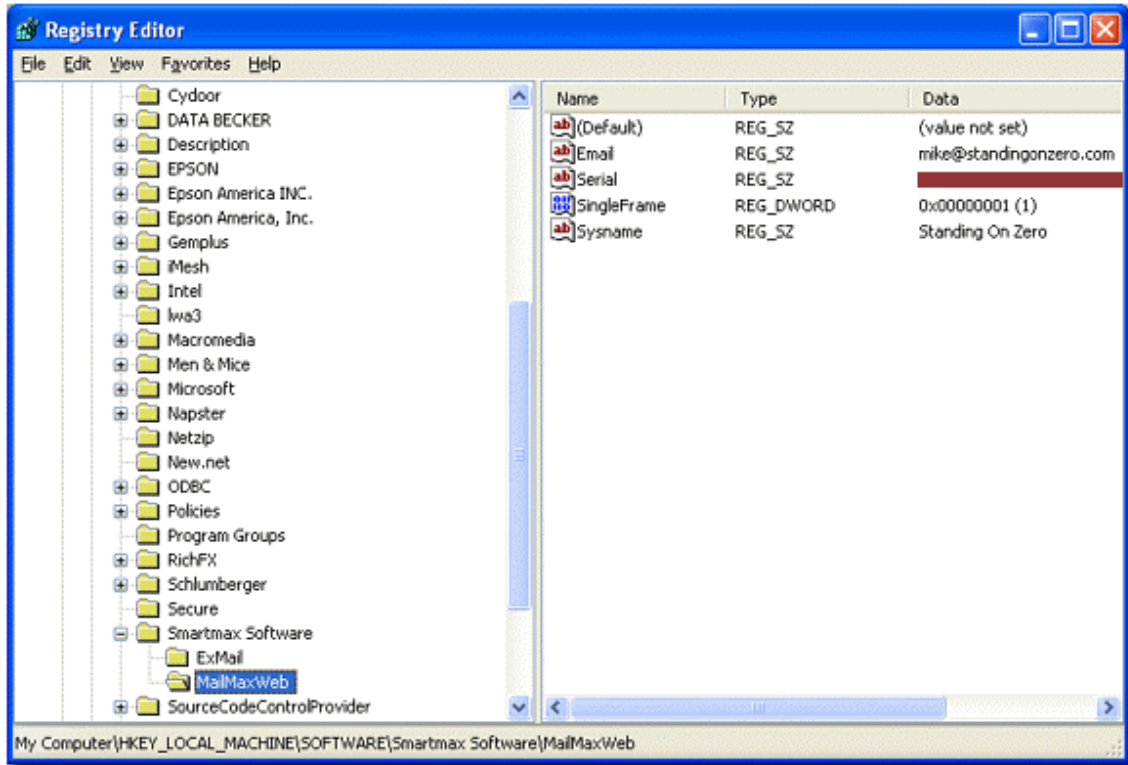 Registry Editor
File Edit View Favorites Help
Cydoor
DATA BECKER
Description
EPSON
Epson America INC.
Epson America, Inc.
Gemplus
iMesh
Intel
lwa3
Macromedia
Men & Mice
Microsoft
Napster
Netzip
New.net
ODBC
Policies
Program Groups
RichFX
Schlumberger
Secure
Smartmax Software
ExMail
MailMaxWeb
SourceCodeControlProvider
Name Type Data
(Default) REG_SZ (value not set)
Email REG_SZ mike@standingonzero.com
Serial REG_SZ
SingleFrame REG_DWORD 0x00000001 (1)
Sysname REG_SZ Standing On Zero
My Computer\HKEY_LOCAL_MACHINE\SOFTWARE\Smartmax Software\MailMaxWeb